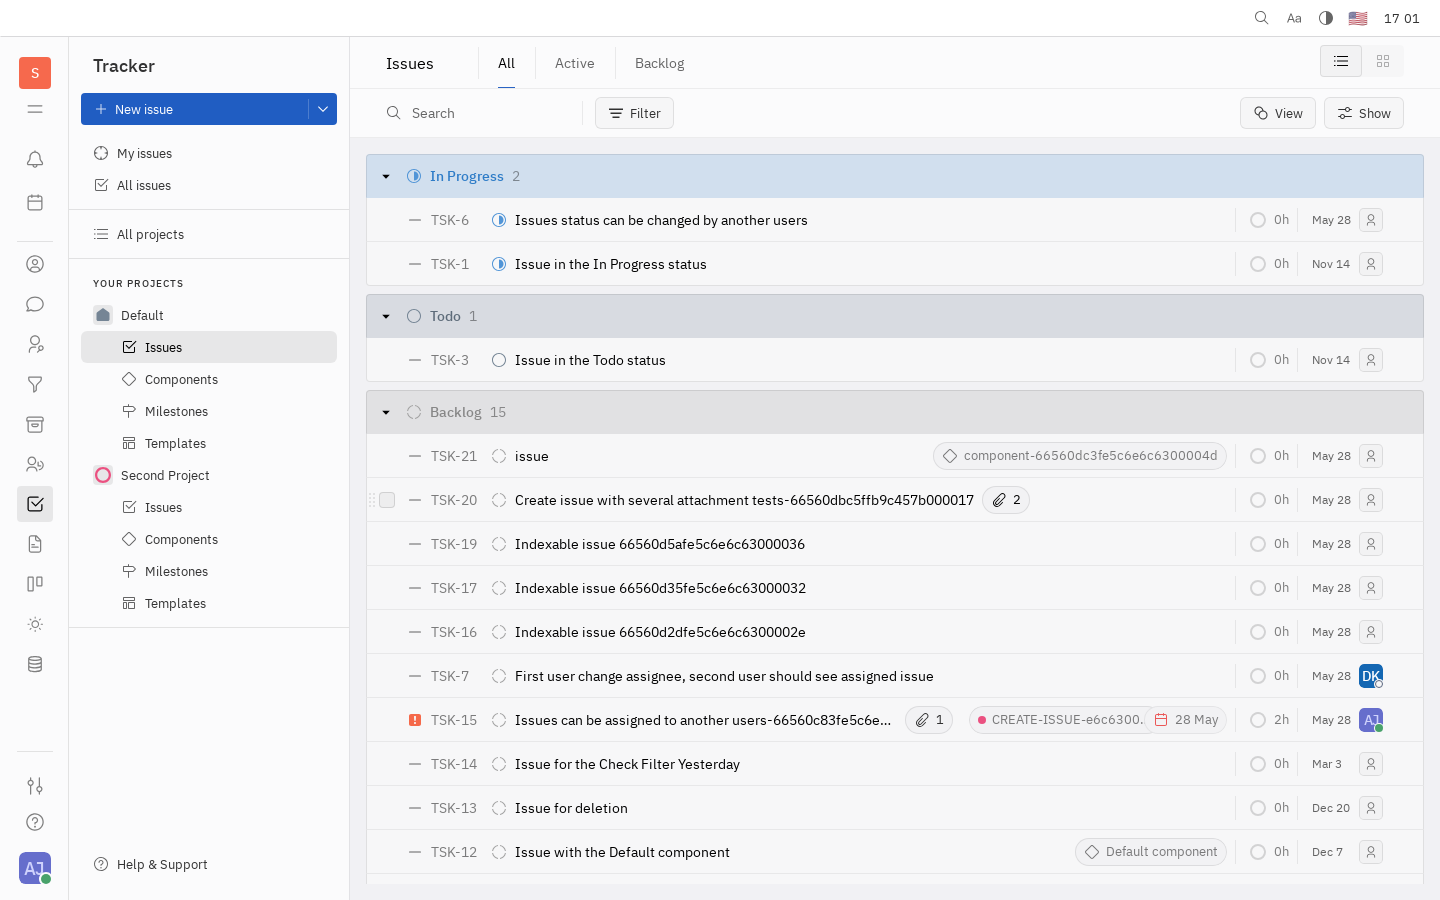 Aa 17 01
S
Tracker
New issue
My issues
All issues
All projects
YOUR PROJECTS
Default
Issues
Components
Milestones
Templates
Second Project
Issues
Components
Milestones
Templates
Help & Support
AJ
Issues All Active Backlog
Search Filter View Show
In Progress 2
TSK-6 Issues status can be changed by another users 0h May 28
TSK-1 Issue in the In Progress status 0h Nov 14
Todo 1
TSK-3 Issue in the Todo status 0h Nov 14
Backlog 15
TSK-21 issue component-66560dc3fe5c6e6c6300004d 0h May 28
TSK-20 Create issue with several attachment tests-66560dbc5ffb9c457b000017 2 0h May 28
TSK-19 Indexable issue 66560d5afe5c6e6c63000036 0h May 28
TSK-17 Indexable issue 66560d35fe5c6e6c63000032 0h May 28
TSK-16 Indexable issue 66560d2dfe5c6e6c6300002e 0h May 28
TSK-7 First user change assignee, second user should see assigned issue 0h May 28 DK
TSK-15 Issues can be assigned to another users-66560c83fe5c6e... 1 CREATE-ISSUE-e6c6300.. 28 May 2h May 28 AJ
TSK-14 Issue for the Check Filter Yesterday 0h Mar 3
TSK-13 Issue for deletion 0h Dec 20
TSK-12 Issue with the Default component Default component 0h Dec 7